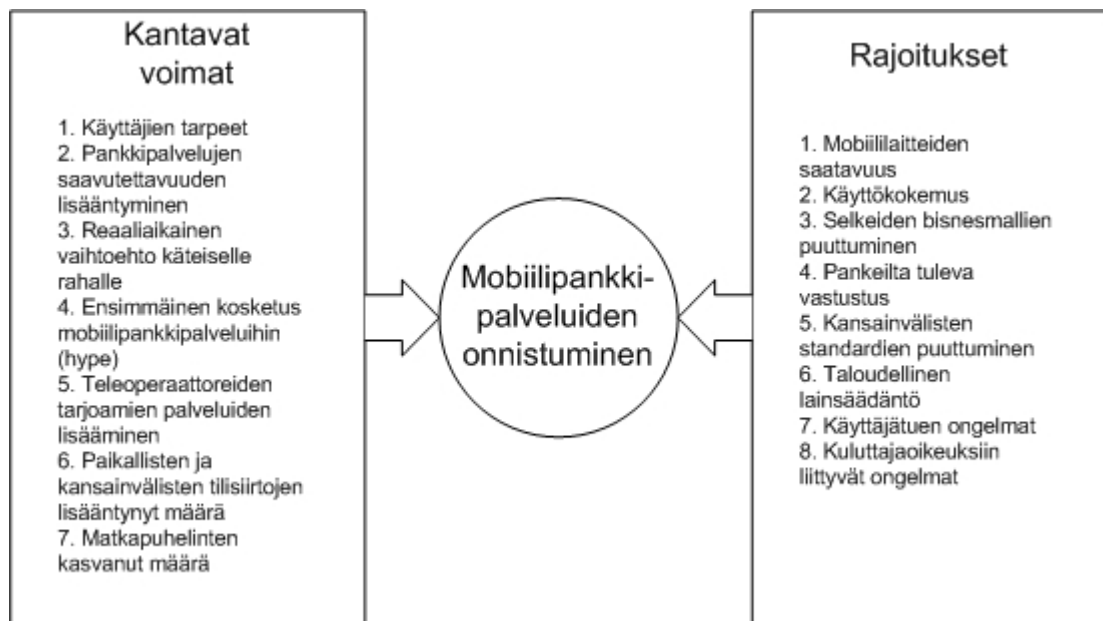 Kantavat
voimat
1. Käyttäjien tarpeet
2. Pankkipalvelujen
saavutettavuuden
lisääntyminen
3. Reaaliaikainen
vaihtoehto käteiselle
rahalle
4. Ensimmäinen kosketus
mobiilipankkipalveluihin
(hype)
5. Teleoperaattoreiden
tarjoamien palveluiden
lisääminen
6. Paikallisten ja
kansainvälisten tilisiirtojen
lisääntynyt määrä
7. Matkapuhelinten
kasvanut määrä
Mobiilipankki-
palveluiden
onnistuminen
Rajoitukset
1. Mobiililaitteiden
saatavuus
2. Käyttökokemus
3. Selkeiden bisnesmallien
puuttuminen
4. Pankeilta tuleva
vastustus
5. Kansainvälisten
standardien puuttuminen
6. Taloudellinen
lainsäädäntö
7. Käyttäjätuen ongelmat
8. Kuluttajaoikeuksiin
liittyvät ongelmat